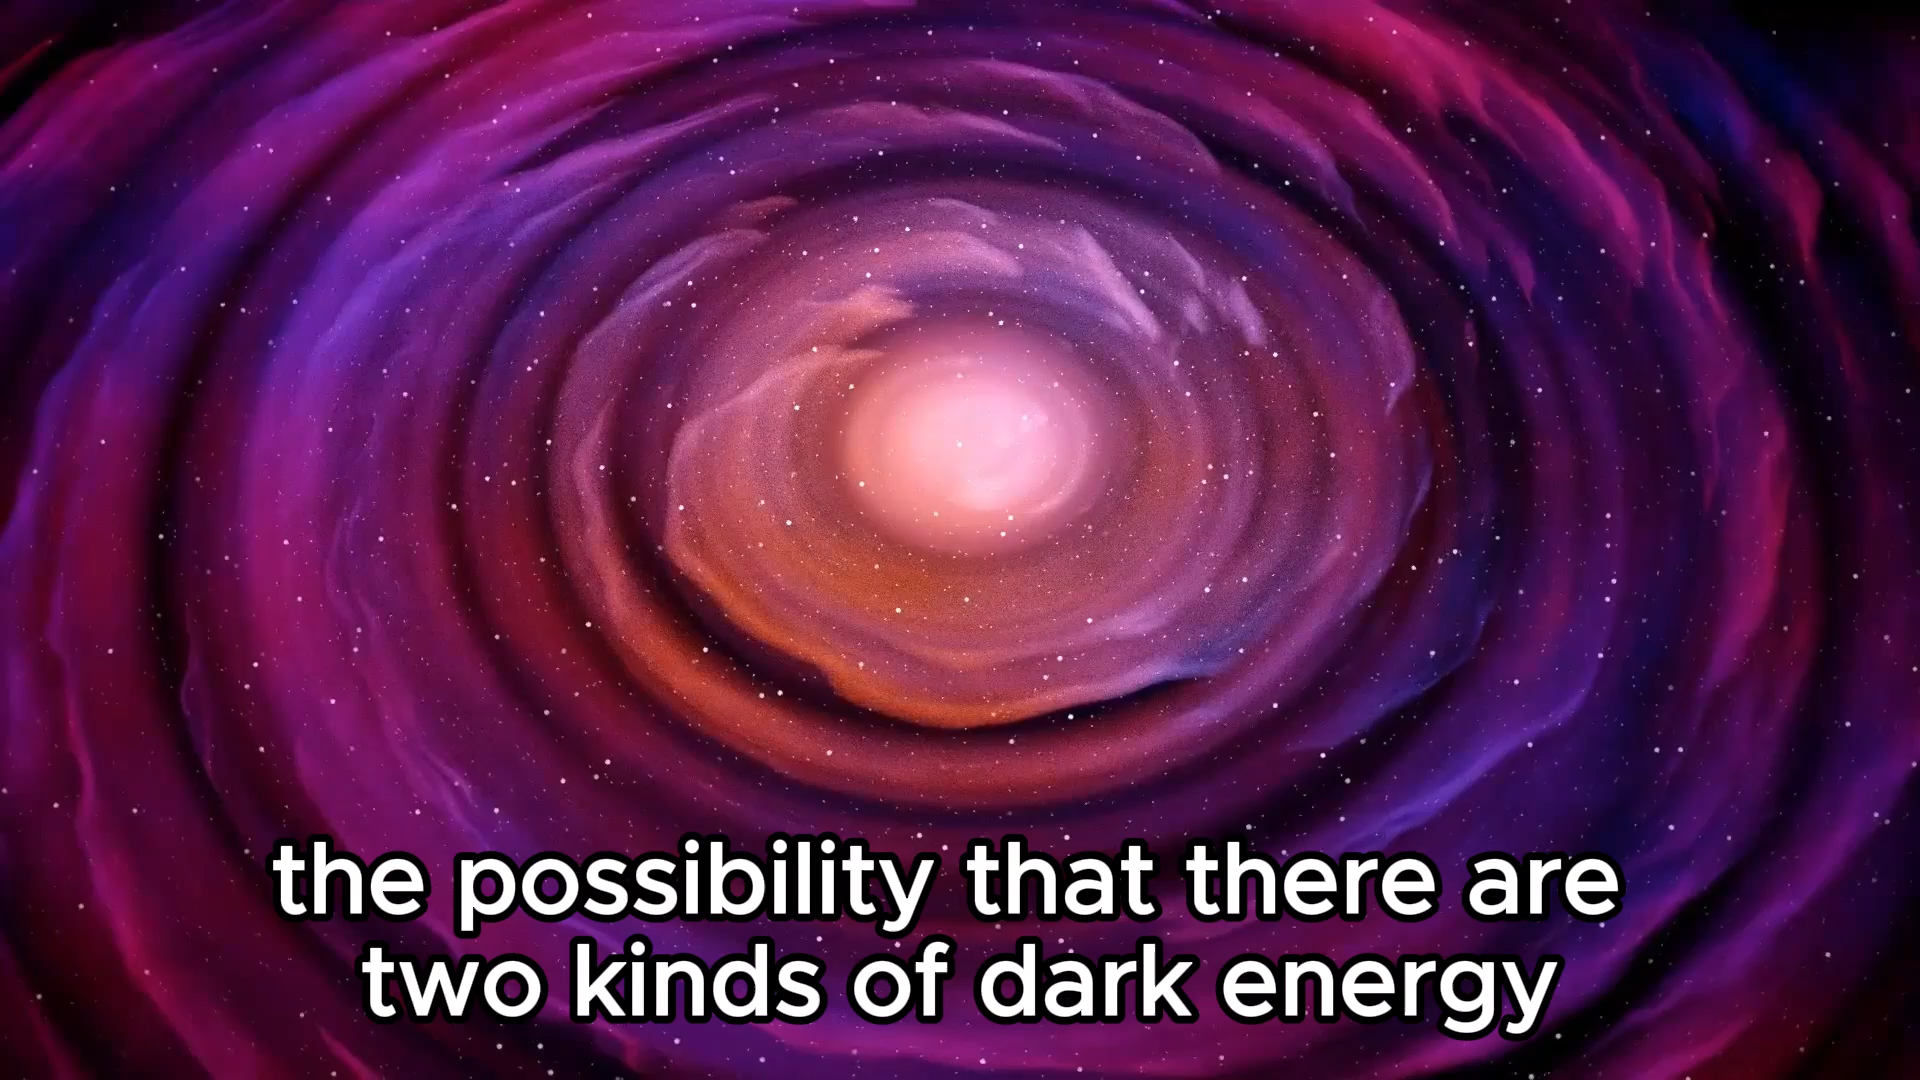 the possibility that there are
two kinds of dark energy